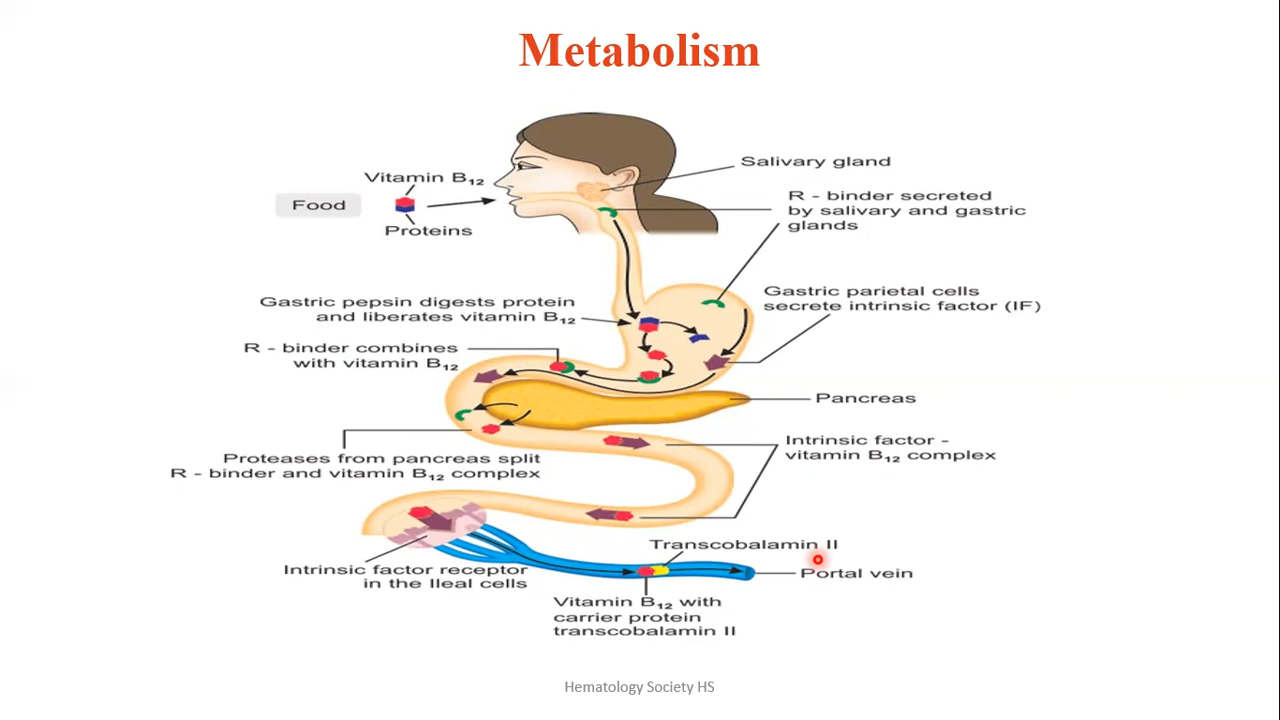 Metabolism
Salivary gland
Vitamin B₁₂
Food
Proteins
R - binder secreted
by salivary and gastric
glands
Gastric parietal cells
secrete intrinsic factor (IF)
Gastric pepsin digests protein
and liberates vitamin B₁₂
R - binder combines
with vitamin B₁₂
Pancreas
Intrinsic factor -
vitamin B₁₂ complex
Proteases from pancreas split
R - binder and vitamin B₁₂ complex
Transcobalamin II
Intrinsic factor receptor
in the Ileal cells
Portal vein
Vitamin B₁₂ with
carrier protein
transcobalamin II
Hematology Society HS